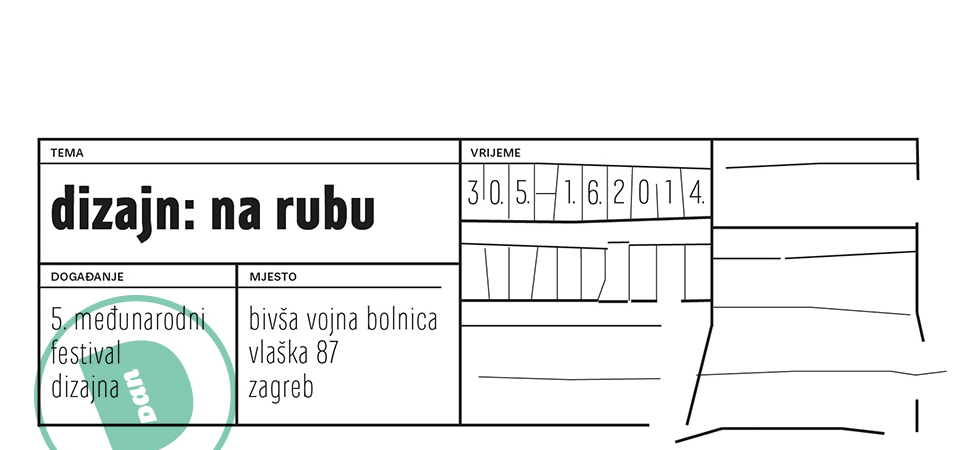 TEMA
dizajn: na rubu
VRIJEME
30.5.—1.6.2014.
DOGAĐANJE
5. međunarodni
festival
dizajna
MJESTO
bivša vojna bolnica
vlaška 87
zagreb
Dan
D